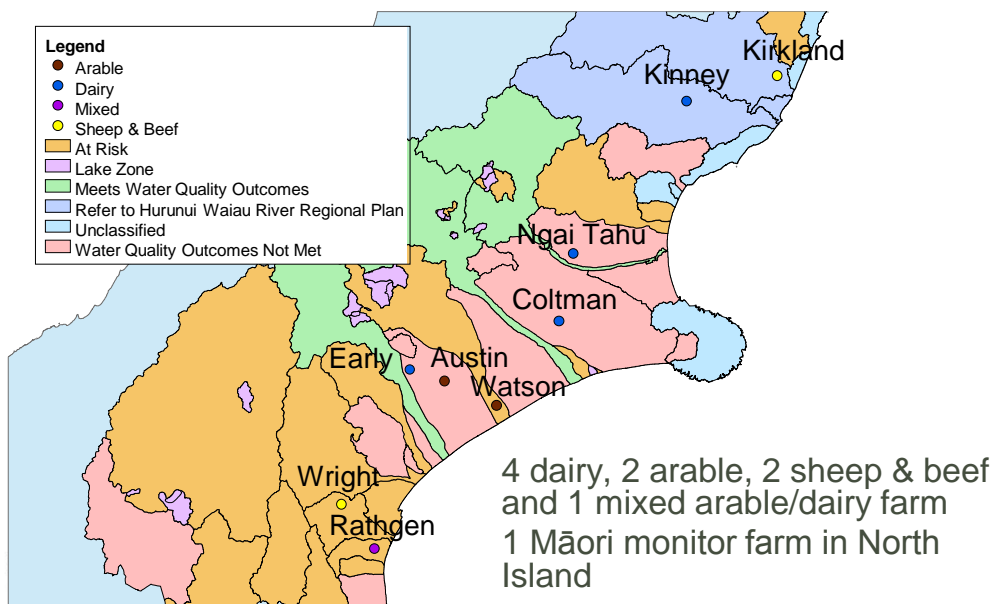 Legend
Arable
Dairy
Mixed
Sheep & Beef
At Risk
Lake Zone
Meets Water Quality Outcomes
Refer to Hurunui Waiau River Regional Plan
Unclassified
Water Quality Outcomes Not Met
Kirkland
Kinney
Ngai Tahu
Coltman
Early
Austin
Watson
Wright
Rathgen
4 dairy, 2 arable, 2 sheep & beef
and 1 mixed arable/dairy farm
1 Māori monitor farm in North
Island